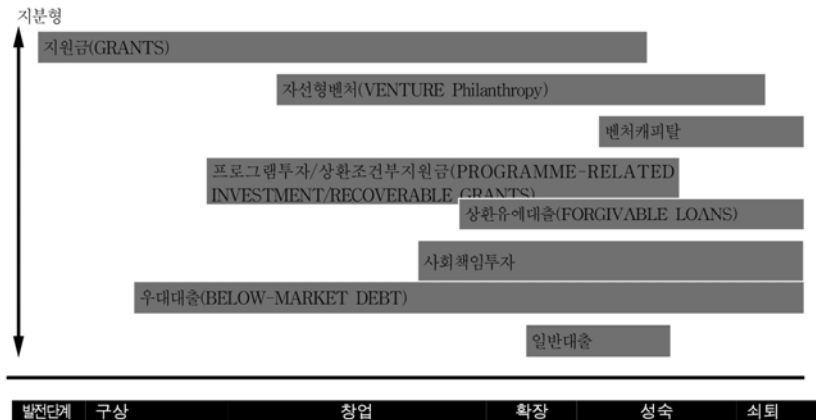 지분형
지원금(GRANTS)
자선형벤처(VENTURE Philanthropy)
벤처캐피탈
프로그램투자/상환조건부지원금(PROGRAMME-RELATED
INVESTMENT/RECOVERABLE GRANTS)
상환유예대출(FORGIVABLE LOANS)
사회책임투자
우대대출(BELOW-MARKET DEBT)
일반대출
발전단계 구상 창업 확장 성숙 쇠퇴